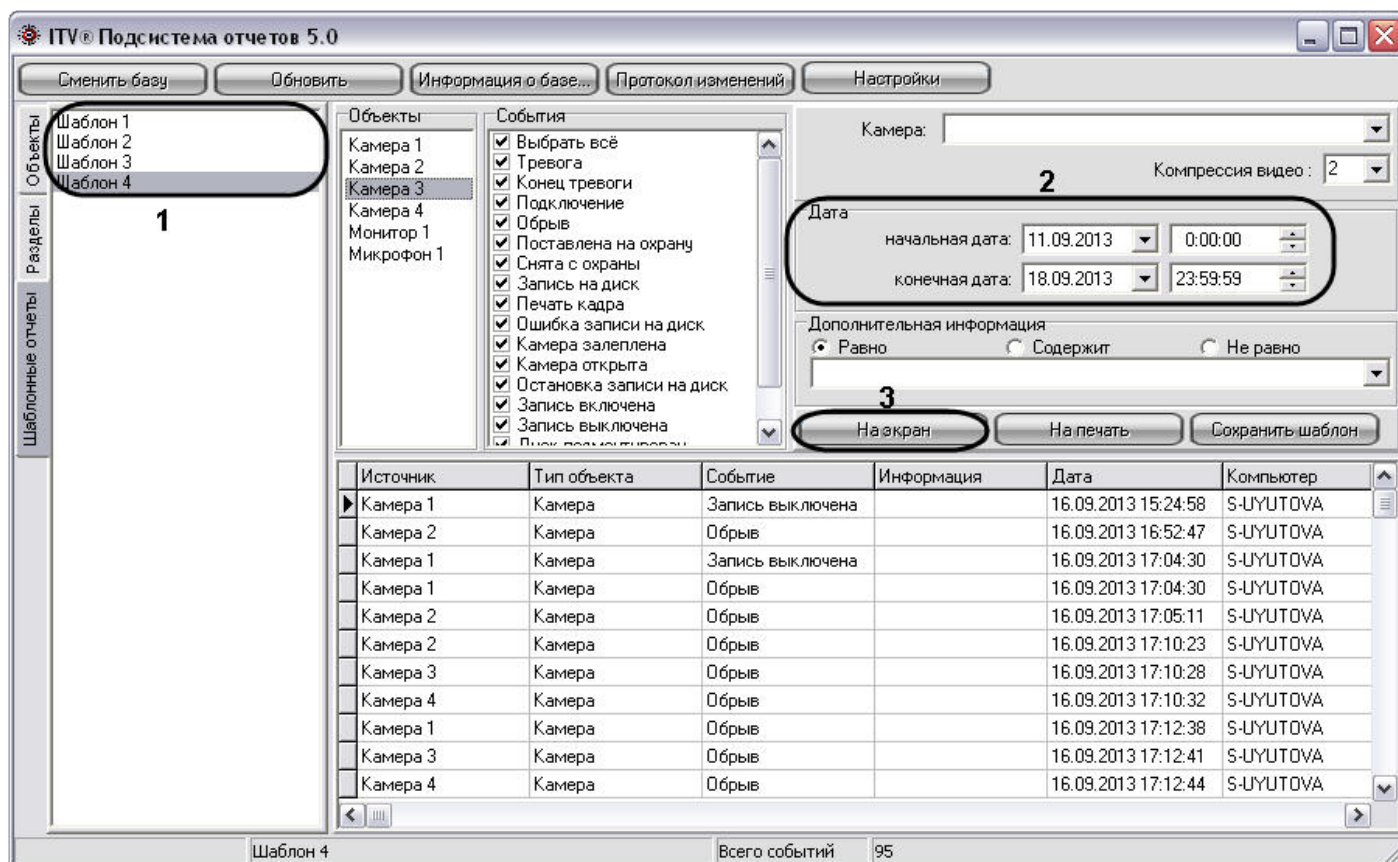 ITV® Подсистема отчетов 5.0
Сменить базу
Обновить
Информация о базе...
Протокол изменений
Настройки
Объекты
Разделы
Шаблонные отчеты
Шаблон 1
Шаблон 2
Шаблон 3
Шаблон 4
1
Объекты
Камера 1
Камера 2
Камера 3
Камера 4
Монитор 1
Микрофон 1
События
Выбрать всё
Тревога
Конец тревоги
Подключение
Обрыв
Поставлена на охрану
Снята с охраны
Запись на диск
Печать кадра
Ошибка записи на диск
Камера залеплена
Камера открыта
Остановка записи на диск
Запись включена
Запись выключена
Камера:
Компрессия видео : 2
2
Дата
начальная дата: 11.09.2013 0:00:00
конечная дата: 18.09.2013 23:59:59
Дополнительная информация
Равно Содержит Не равно
3
На экран На печать Сохранить шаблон
Источник Тип объекта Событие Информация Дата Компьютер
Камера 1 Камера Запись выключена 16.09.2013 15:24:58 S-UYUTOVA
Камера 2 Камера Обрыв 16.09.2013 16:52:47 S-UYUTOVA
Камера 1 Камера Запись выключена 16.09.2013 17:04:30 S-UYUTOVA
Камера 1 Камера Обрыв 16.09.2013 17:04:30 S-UYUTOVA
Камера 2 Камера Обрыв 16.09.2013 17:05:11 S-UYUTOVA
Камера 2 Камера Обрыв 16.09.2013 17:10:23 S-UYUTOVA
Камера 3 Камера Обрыв 16.09.2013 17:10:28 S-UYUTOVA
Камера 4 Камера Обрыв 16.09.2013 17:10:32 S-UYUTOVA
Камера 1 Камера Обрыв 16.09.2013 17:12:38 S-UYUTOVA
Камера 3 Камера Обрыв 16.09.2013 17:12:41 S-UYUTOVA
Камера 4 Камера Обрыв 16.09.2013 17:12:44 S-UYUTOVA
Шаблон 4 Всего событий 95